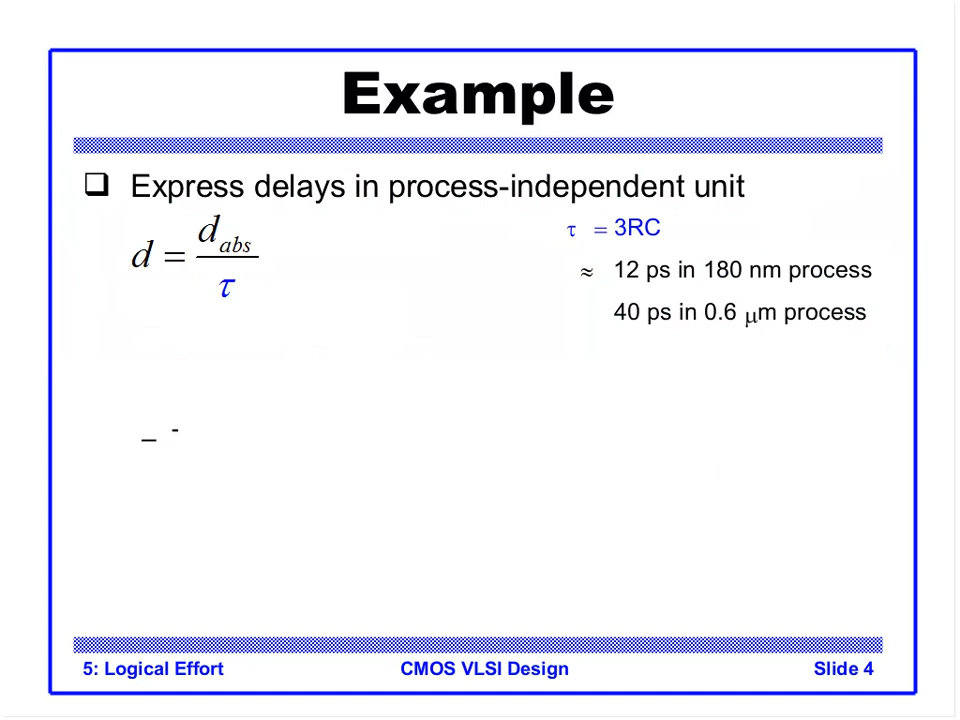 Example
❑ Express delays in process-independent unit
d = d_abs / τ
τ = 3RC
≈ 12 ps in 180 nm process
40 ps in 0.6 μm process
_ -
5: Logical Effort CMOS VLSI Design Slide 4